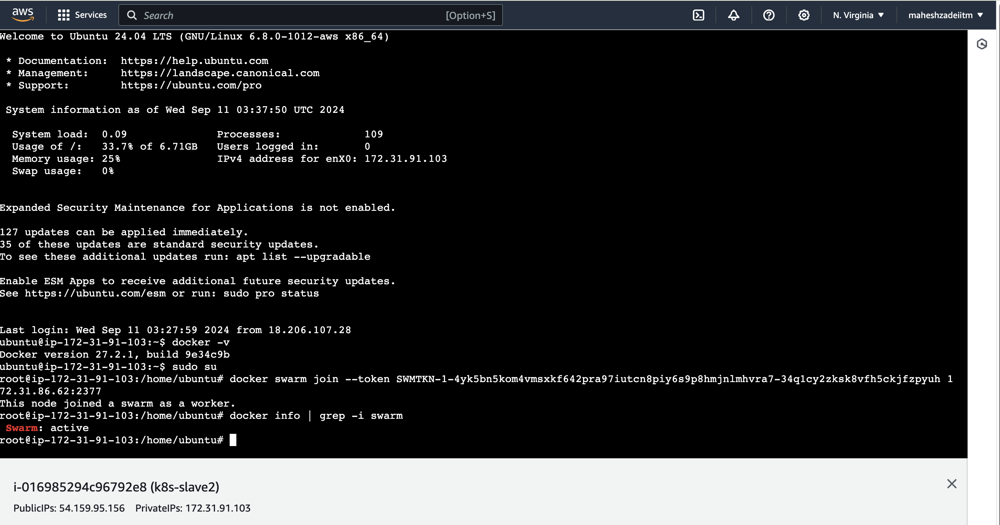 aws Services Search [Option+S] N. Virginia maheshzadeiitm
Welcome to Ubuntu 24.04 LTS (GNU/Linux 6.8.0-1012-aws x86_64)
* Documentation: https://help.ubuntu.com
* Management: https://landscape.canonical.com
* Support: https://ubuntu.com/pro
System information as of Wed Sep 11 03:37:50 UTC 2024
System load: 0.09 Processes: 109
Usage of /: 33.7% of 6.71GB Users logged in: 0
Memory usage: 25% IPv4 address for enX0: 172.31.91.103
Swap usage: 0%
Expanded Security Maintenance for Applications is not enabled.
127 updates can be applied immediately.
35 of these updates are standard security updates.
To see these additional updates run: apt list --upgradable
Enable ESM Apps to receive additional future security updates.
See https://ubuntu.com/esm or run: sudo pro status
Last login: Wed Sep 11 03:27:59 2024 from 18.206.107.28
ubuntu@ip-172-31-91-103:~$ docker -v
Docker version 27.2.1, build 9e34c9b
ubuntu@ip-172-31-91-103:~$ sudo su
root@ip-172-31-91-103:/home/ubuntu# docker swarm join --token SWMTKN-1-4yk5bn5kom4vmsxkf642pra97iutcn8piy6s9p8hmjnlmhvra7-34q1cy2zksk8vfh5ckjfzpyuh 1
72.31.86.62:2377
This node joined a swarm as a worker.
root@ip-172-31-91-103:/home/ubuntu# docker info | grep -i swarm
Swarm: active
root@ip-172-31-91-103:/home/ubuntu#
i-016985294c96792e8 (k8s-slave2)
PublicIPs: 54.159.95.156 PrivateIPs: 172.31.91.103